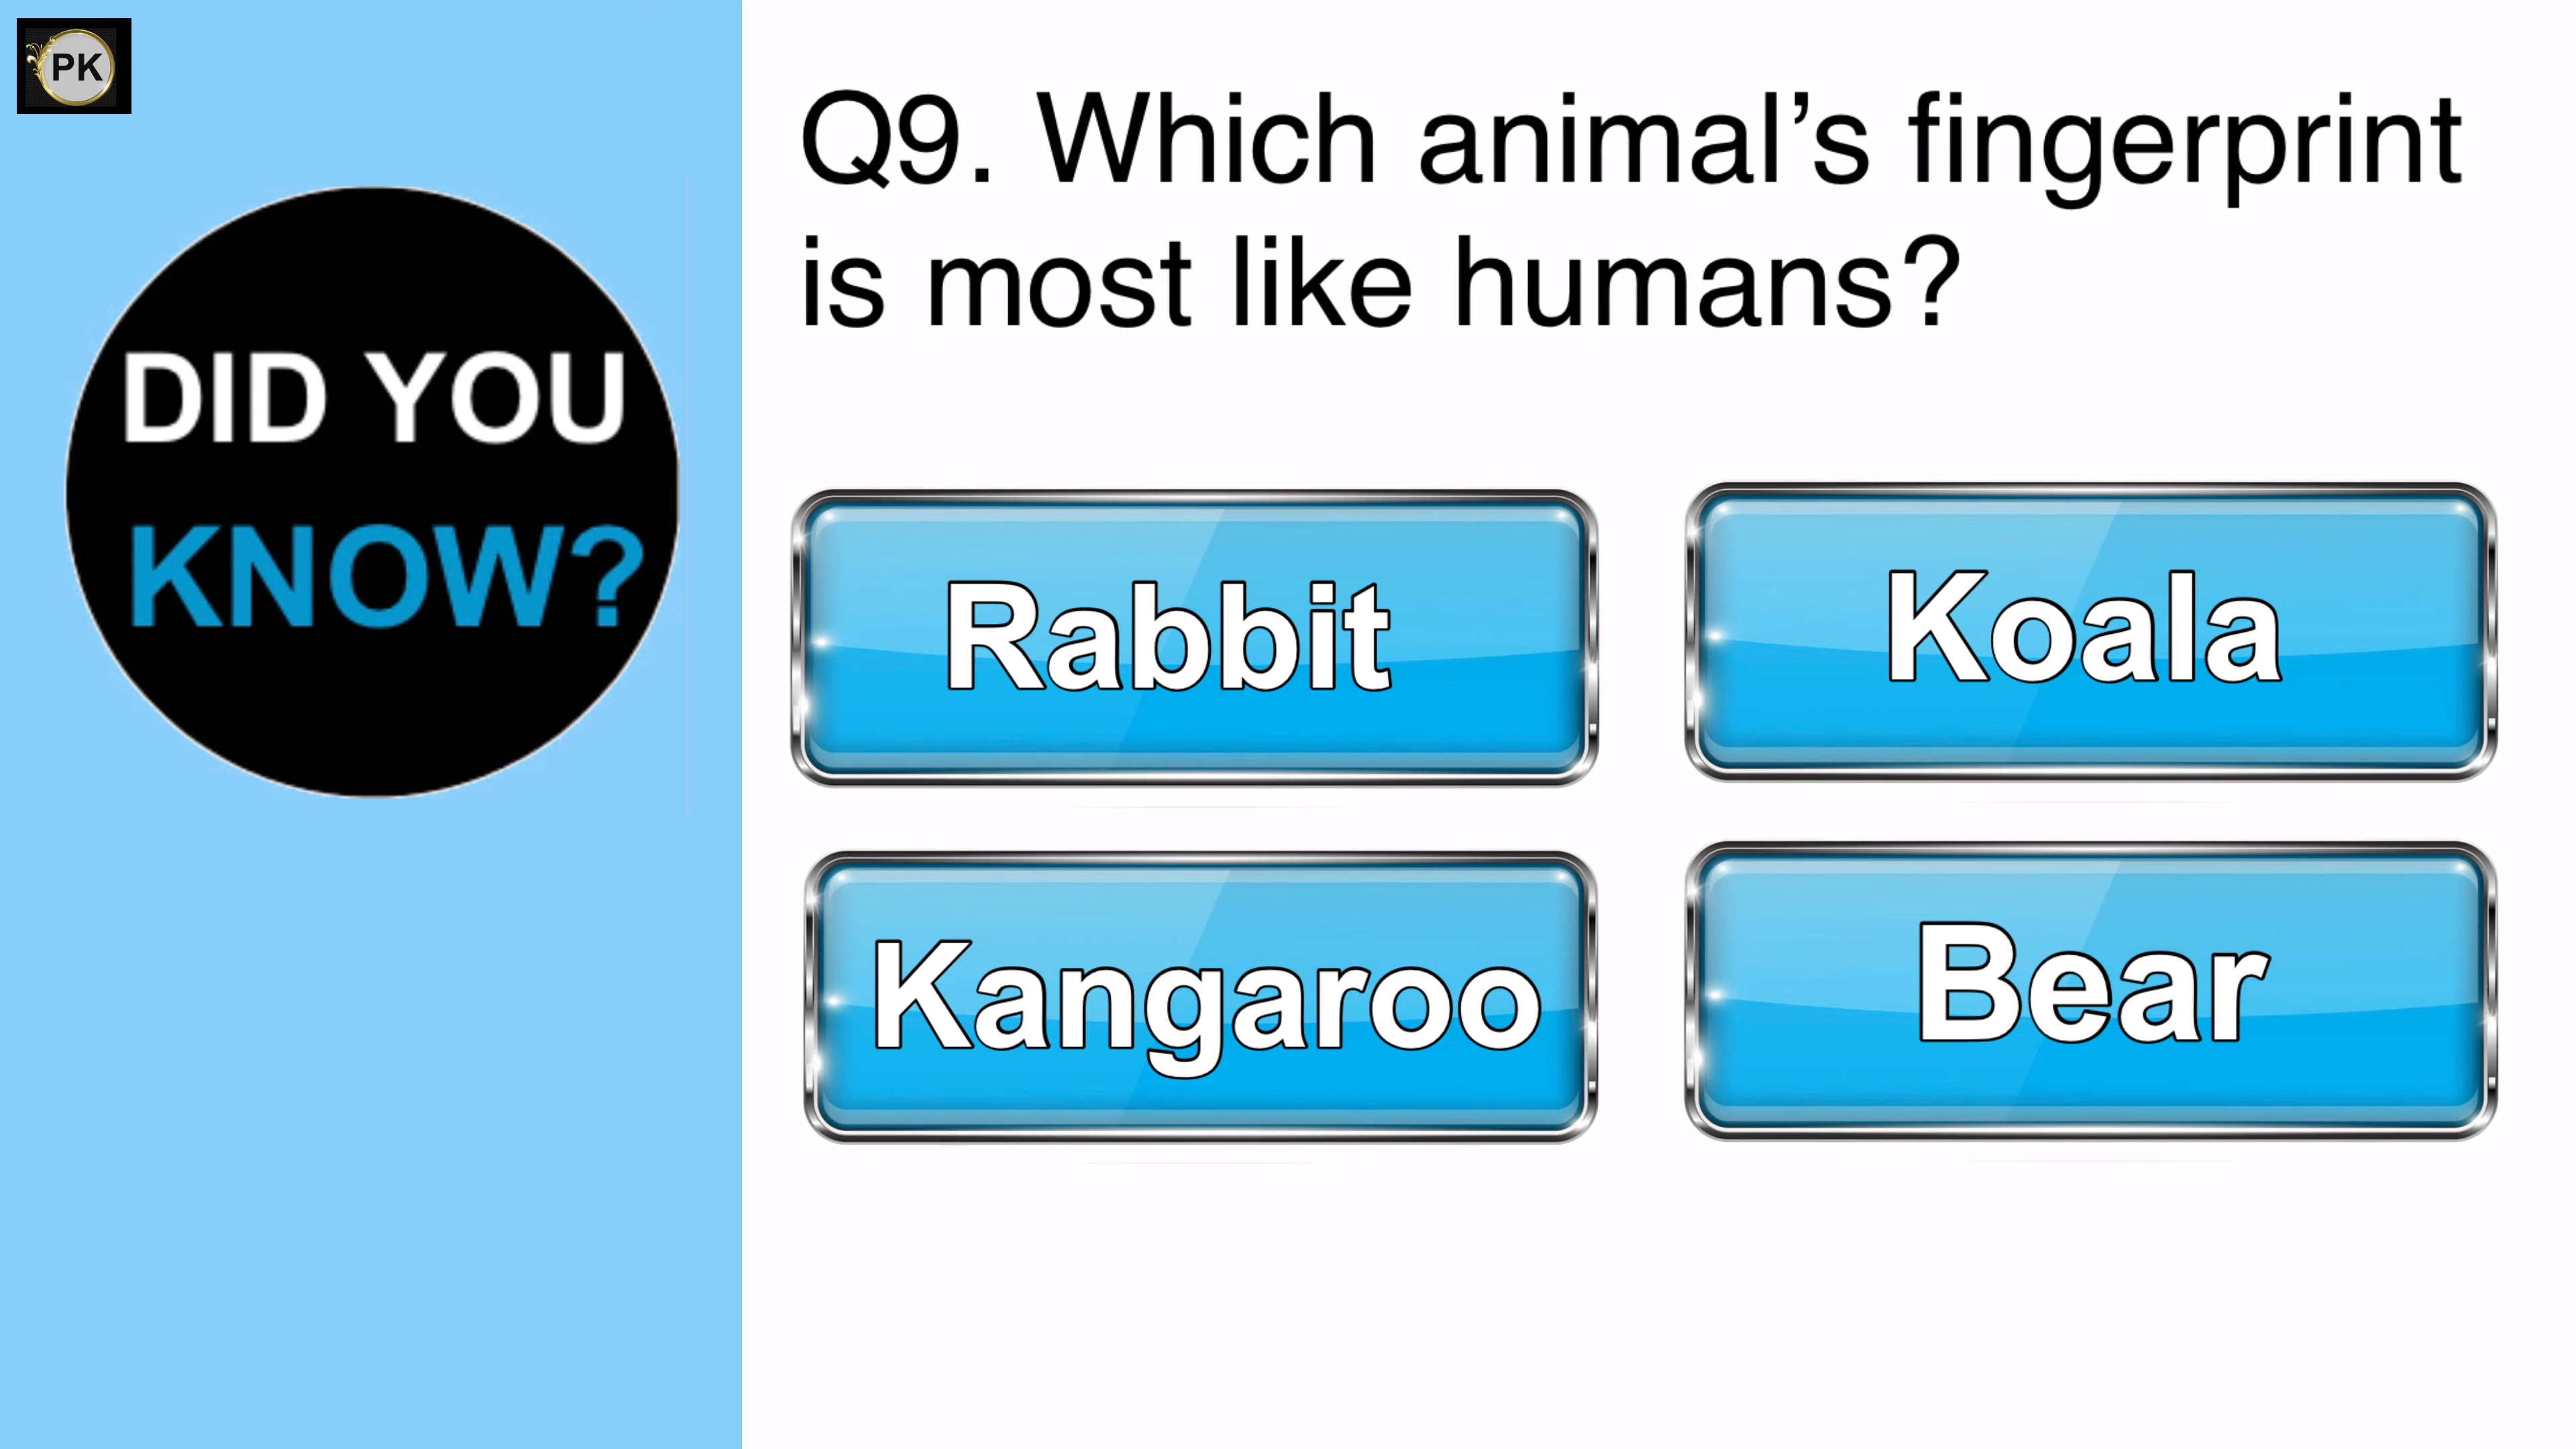 PK
DID YOU
KNOW?
Q9. Which animal’s fingerprint
is most like humans?
Rabbit
Koala
Kangaroo
Bear